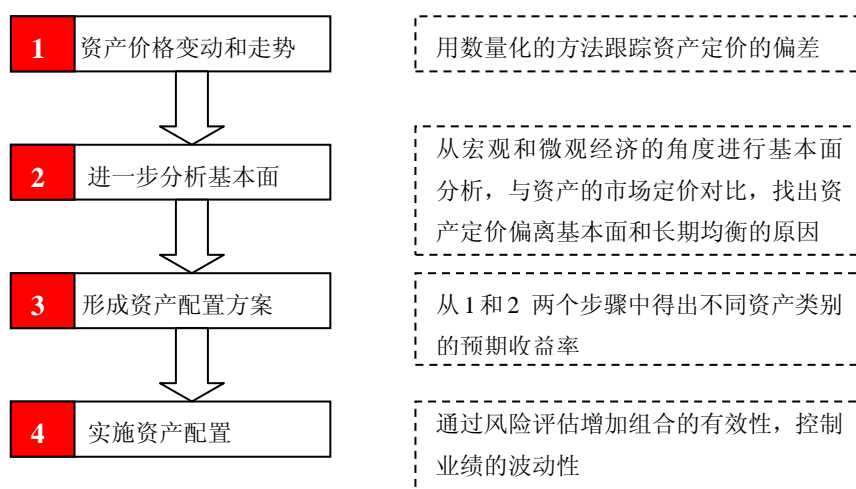 1 资产价格变动和走势
用数量化的方法跟踪资产定价的偏差
2 进一步分析基本面
从宏观和微观经济的角度进行基本面
分析，与资产的市场定价对比，找出资
产定价偏离基本面和长期均衡的原因
3 形成资产配置方案
从1和2 两个步骤中得出不同资产类别
的预期收益率
4 实施资产配置
通过风险评估增加组合的有效性，控制
业绩的波动性